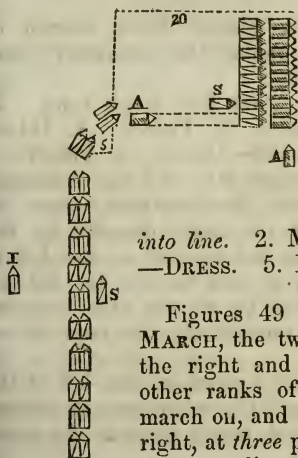 20
A
S
5
A
into line. 2. M
—DRESS. 5.
I
S
Figures 49
MARCH, the tw
the right and
other ranks of
march on, and
right, at three p